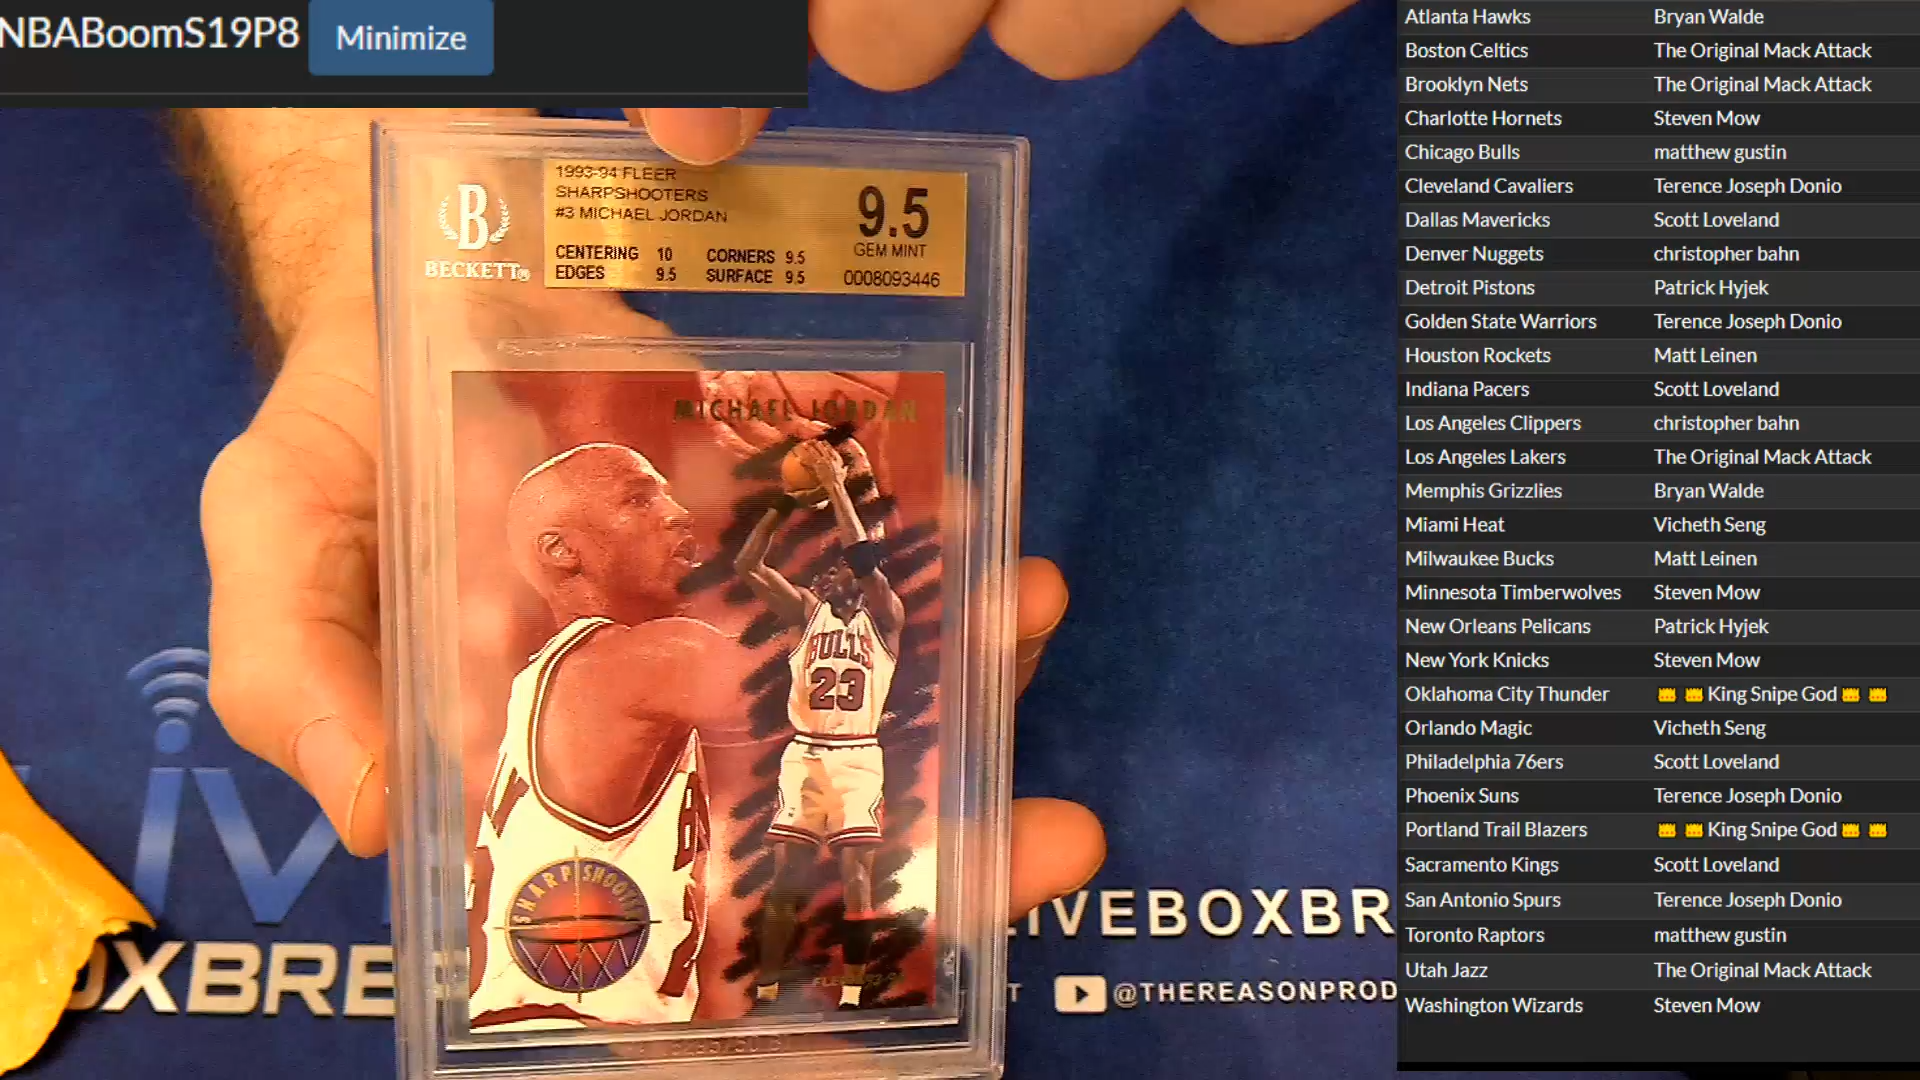 NBABoomS19P8
Minimize
B
BECKETT®
1993-94 FLEER
SHARPSHOOTERS
#3 MICHAEL JORDAN
CENTERING 10 CORNERS 9.5
EDGES 9.5 SURFACE 9.5
9.5
GEM MINT
0008093446
MICHAEL JORDAN
BULLS
23
SHARP SHOOTER
LIVEBOXBR
OXBRE
@THEREASONPROD
Atlanta Hawks Bryan Walde
Boston Celtics The Original Mack Attack
Brooklyn Nets The Original Mack Attack
Charlotte Hornets Steven Mow
Chicago Bulls matthew gustin
Cleveland Cavaliers Terence Joseph Donio
Dallas Mavericks Scott Loveland
Denver Nuggets christopher bahn
Detroit Pistons Patrick Hyjek
Golden State Warriors Terence Joseph Donio
Houston Rockets Matt Leinen
Indiana Pacers Scott Loveland
Los Angeles Clippers christopher bahn
Los Angeles Lakers The Original Mack Attack
Memphis Grizzlies Bryan Walde
Miami Heat Vicheth Seng
Milwaukee Bucks Matt Leinen
Minnesota Timberwolves Steven Mow
New Orleans Pelicans Patrick Hyjek
New York Knicks Steven Mow
Oklahoma City Thunder King Snipe God
Orlando Magic Vicheth Seng
Philadelphia 76ers Scott Loveland
Phoenix Suns Terence Joseph Donio
Portland Trail Blazers King Snipe God
Sacramento Kings Scott Loveland
San Antonio Spurs Terence Joseph Donio
Toronto Raptors matthew gustin
Utah Jazz The Original Mack Attack
Washington Wizards Steven Mow